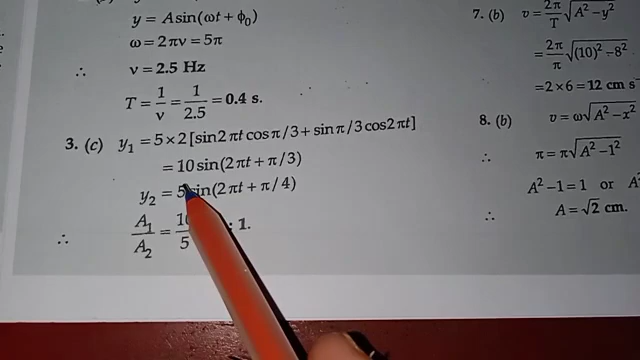 y = A sin(ωt + ϕ₀)
ω = 2πν = 5π
∴ ν = 2.5 Hz
T = 1/ν = 1/2.5 = 0.4 s.
3. (c) y₁ = 5 × 2 [sin 2πt cos π/3 + sin π/3 cos 2πt]
= 10 sin(2πt + π/3)
y₂ = 5 sin(2πt + π/4)
∴ A₁/A₂ = 10/5 : 1.
7. (b) υ = 2π/T √(A² − y²)
= 2π/π √((10)² − 8²)
= 2 × 6 = 12 cm s
8. (b) υ = ω√(A² − x²)
∴ π = π√(A² − 1²)
A² − 1 = 1 or A²
∴ A = √2 cm.